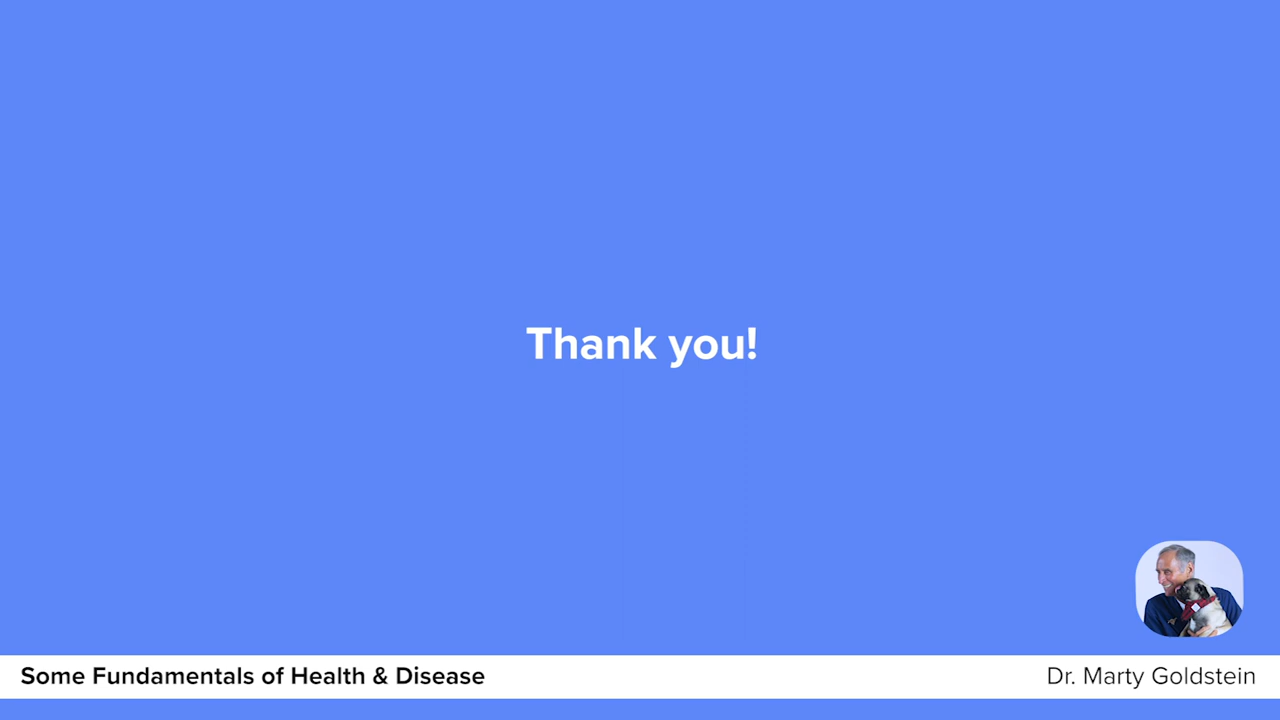 Thank you!
Some Fundamentals of Health & Disease
Dr. Marty Goldstein